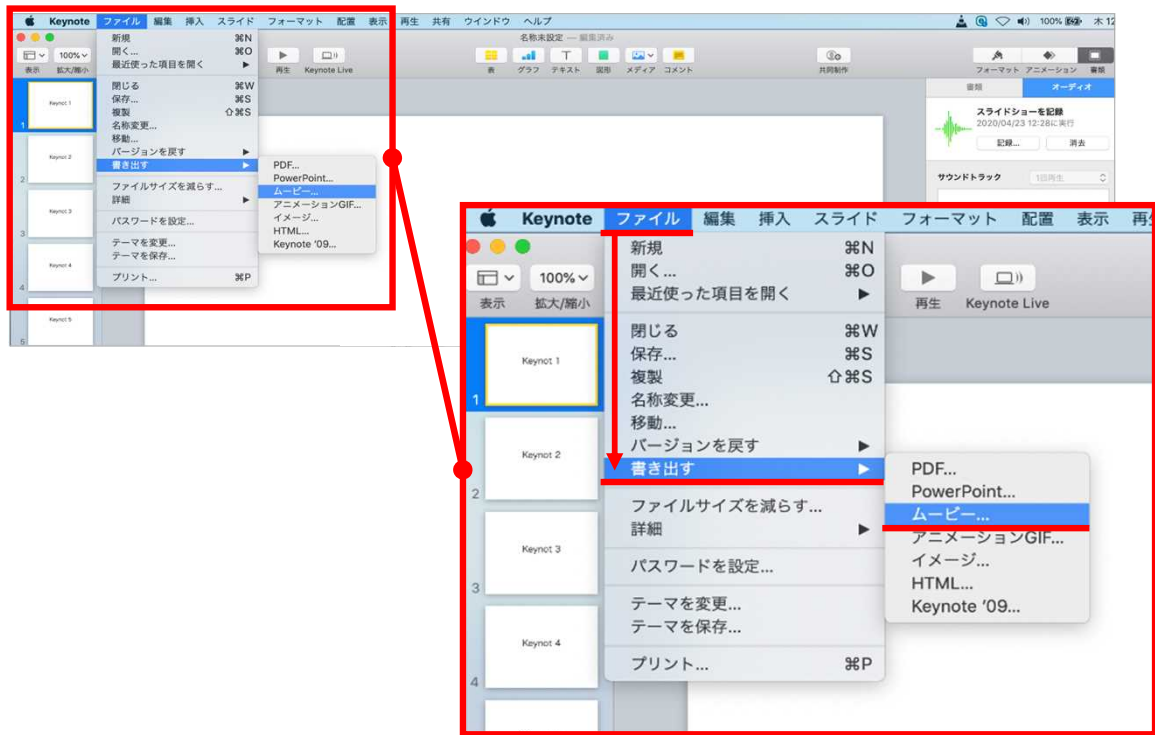 Keynote ファイル 編集 挿入 スライド フォーマット 配置 表示 再生 共有 ウインドウ ヘルプ 100% 木 12
名称未設定 — 編集済み
100%
表示 拡大/縮小 再生 Keynote Live 表 グラフ テキスト 図形 メディア コメント 共同制作 フォーマット アニメーション 書類
新規 ⌘N
開く... ⌘O
最近使った項目を開く ▶
閉じる ⌘W
保存... ⌘S
複製 ⇧⌘S
名称変更...
移動...
バージョンを戻す ▶
書き出す ▶
ファイルサイズを減らす...
詳細 ▶
パスワードを設定...
テーマを変更...
テーマを保存...
プリント... ⌘P
PDF...
PowerPoint...
ムービー...
アニメーションGIF...
イメージ...
HTML...
Keynote '09...
Keynot 1
1
Keynot 2
2
Keynot 3
3
Keynot 4
4
Keynot 5
5
書類 オーディオ
スライドショーを記録
2020/04/23 12:28に実行
記録... 消去
サウンドトラック 1回再生
Keynote ファイル 編集 挿入 スライド フォーマット 配置 表示 再
100%
表示 拡大/縮小 再生 Keynote Live
新規 ⌘N
開く... ⌘O
最近使った項目を開く ▶
閉じる ⌘W
保存... ⌘S
複製 ⇧⌘S
名称変更...
移動...
バージョンを戻す ▶
書き出す ▶
ファイルサイズを減らす...
詳細 ▶
パスワードを設定...
テーマを変更...
テーマを保存...
プリント... ⌘P
PDF...
PowerPoint...
ムービー...
アニメーションGIF...
イメージ...
HTML...
Keynote '09...
Keynot 1
1
Keynot 2
2
Keynot 3
3
Keynot 4
4